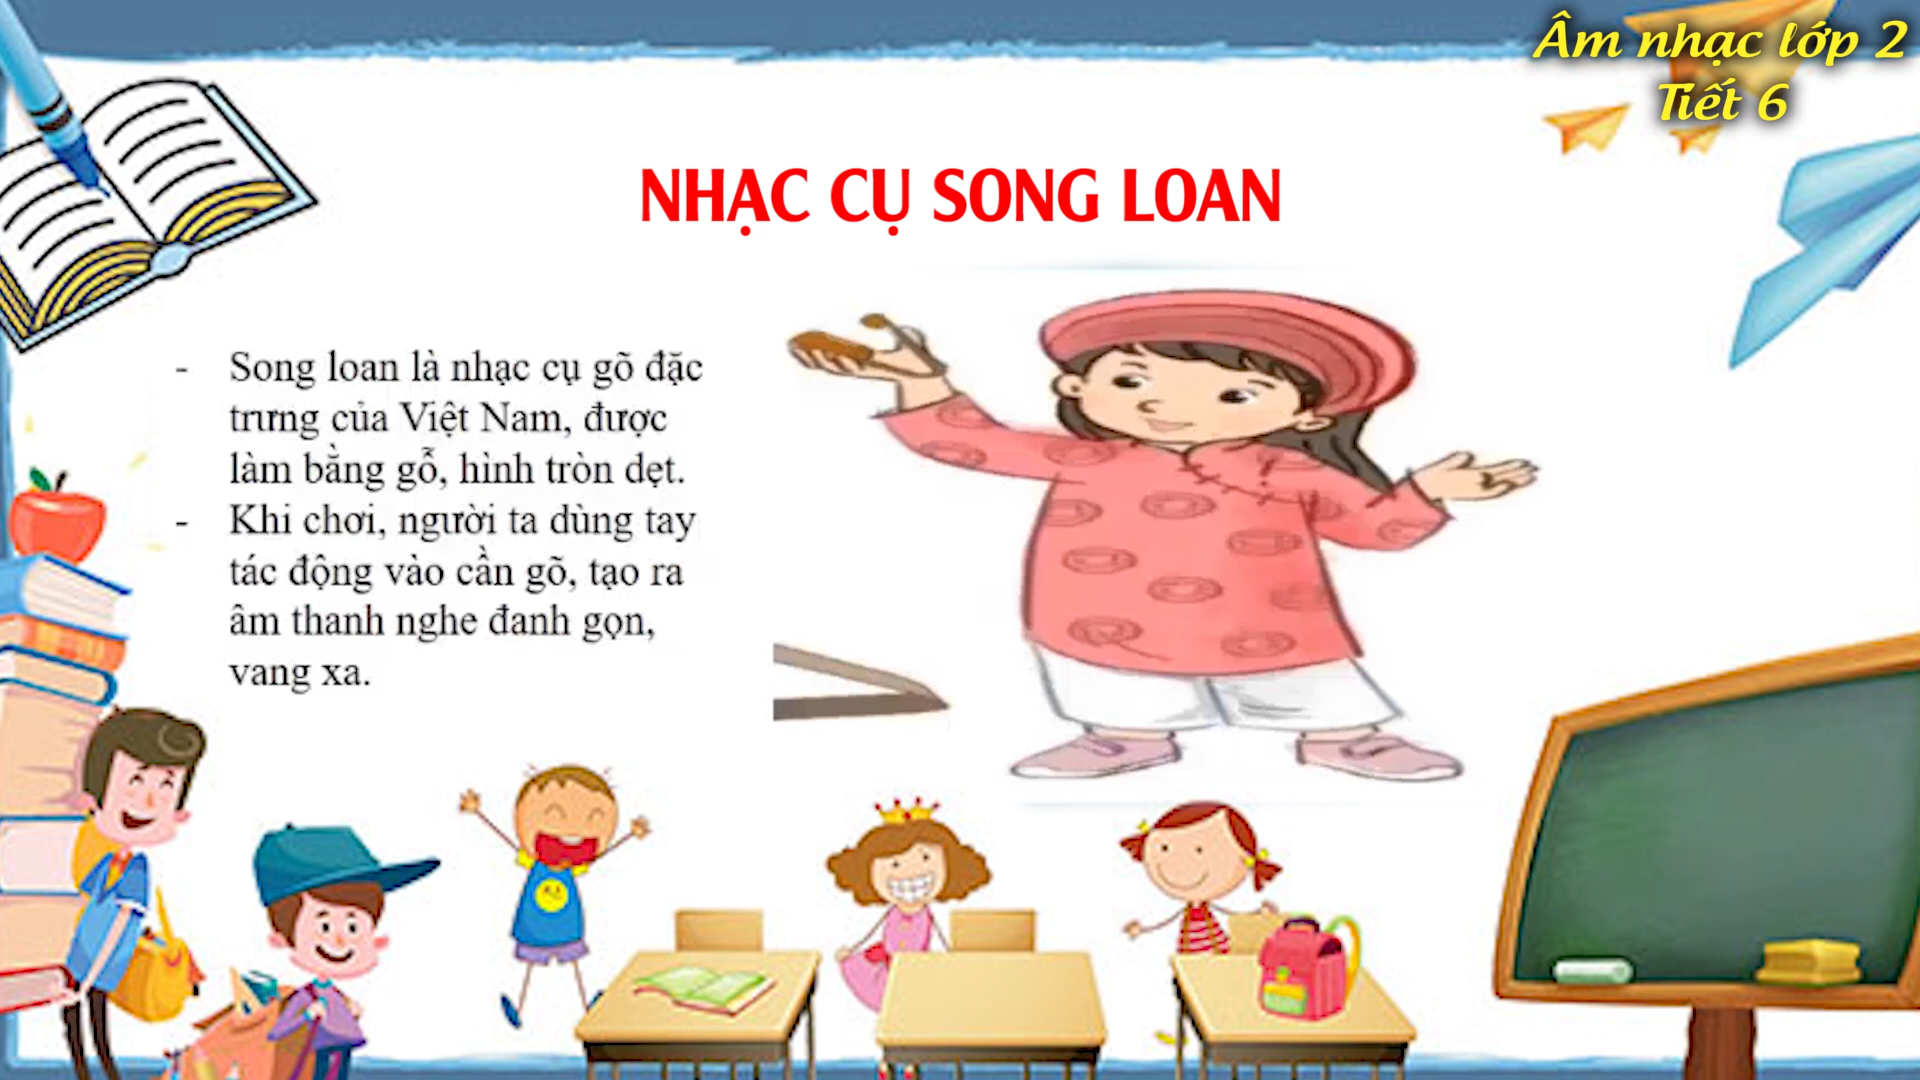 Âm nhạc lớp 2
Tiết 6
NHẠC CỤ SONG LOAN
- Song loan là nhạc cụ gõ đặc
trưng của Việt Nam, được
làm bằng gỗ, hình tròn dẹt.
- Khi chơi, người ta dùng tay
tác động vào cần gõ, tạo ra
âm thanh nghe đanh gọn,
vang xa.